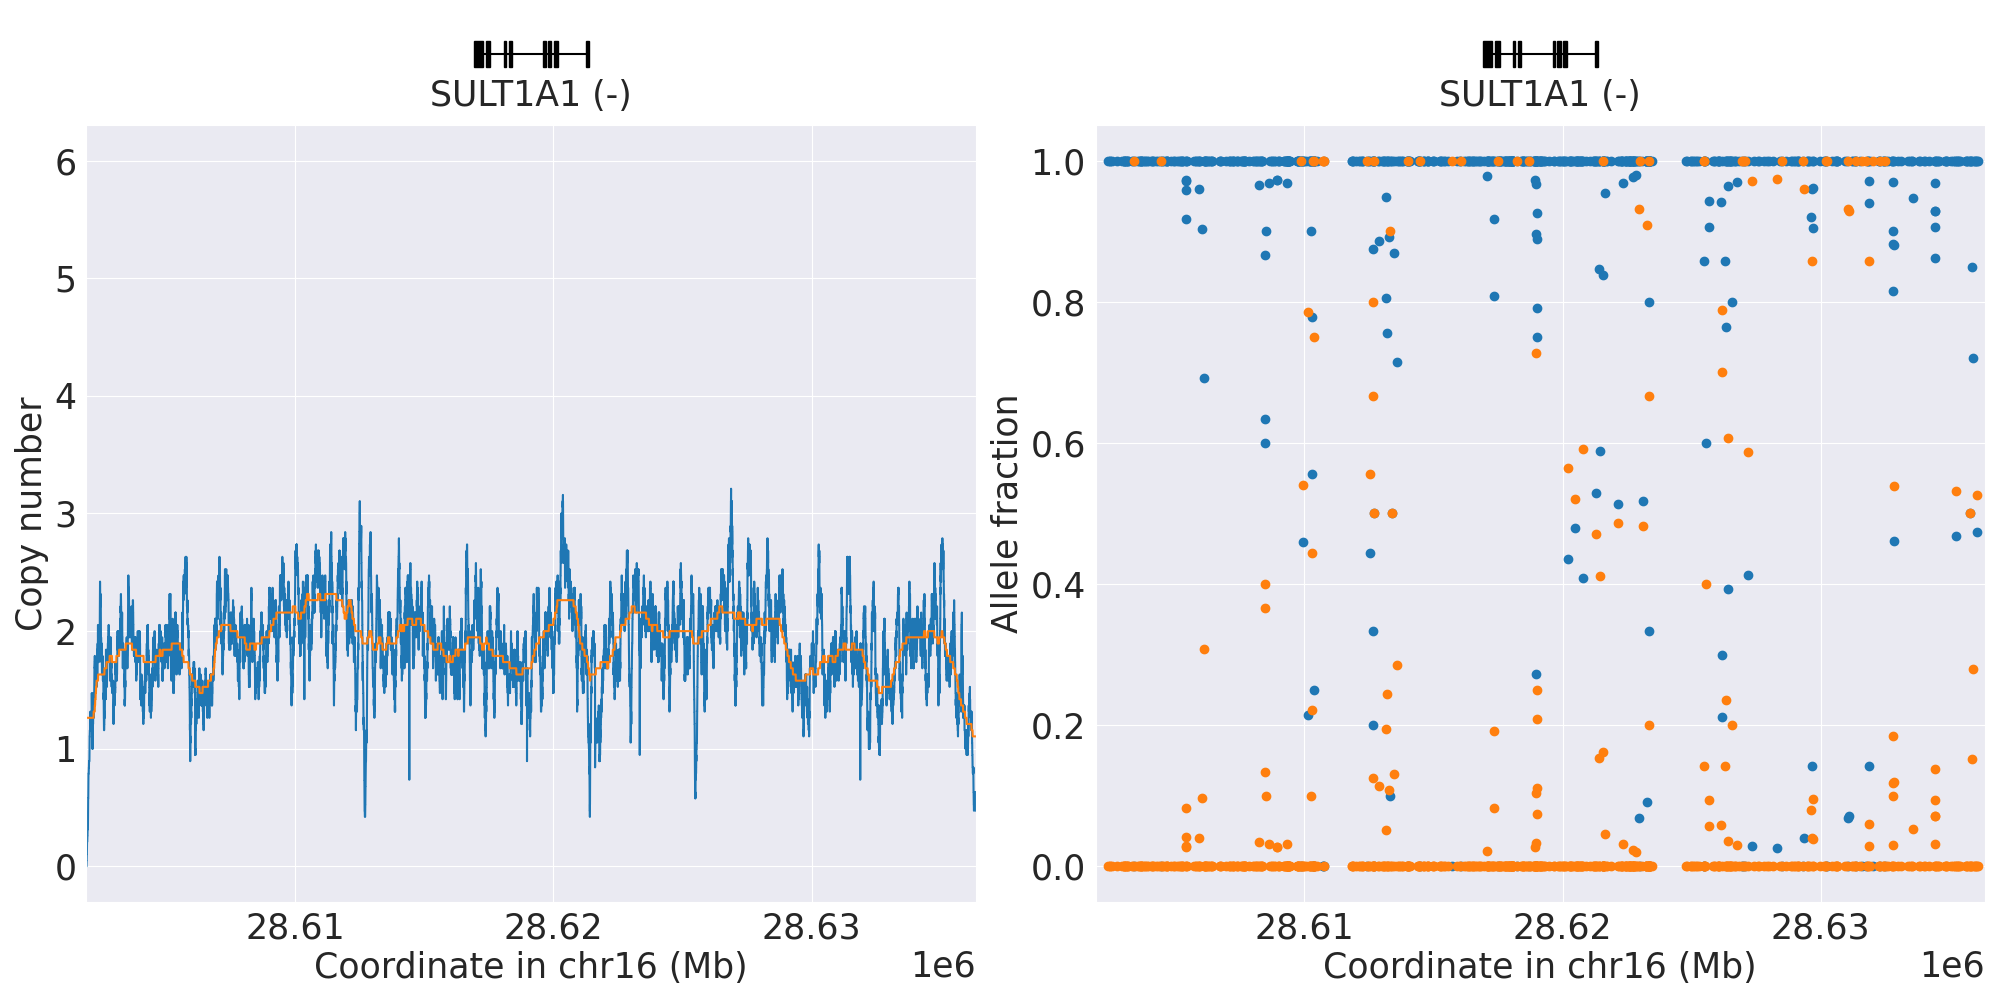 SULT1A1 (-)
6
5
4
3
2
1
0
Copy number
28.61
28.62
28.63
Coordinate in chr16 (Mb)
1e6
SULT1A1 (-)
1.0
0.8
0.6
0.4
0.2
0.0
Allele fraction
28.61
28.62
28.63
Coordinate in chr16 (Mb)
1e6